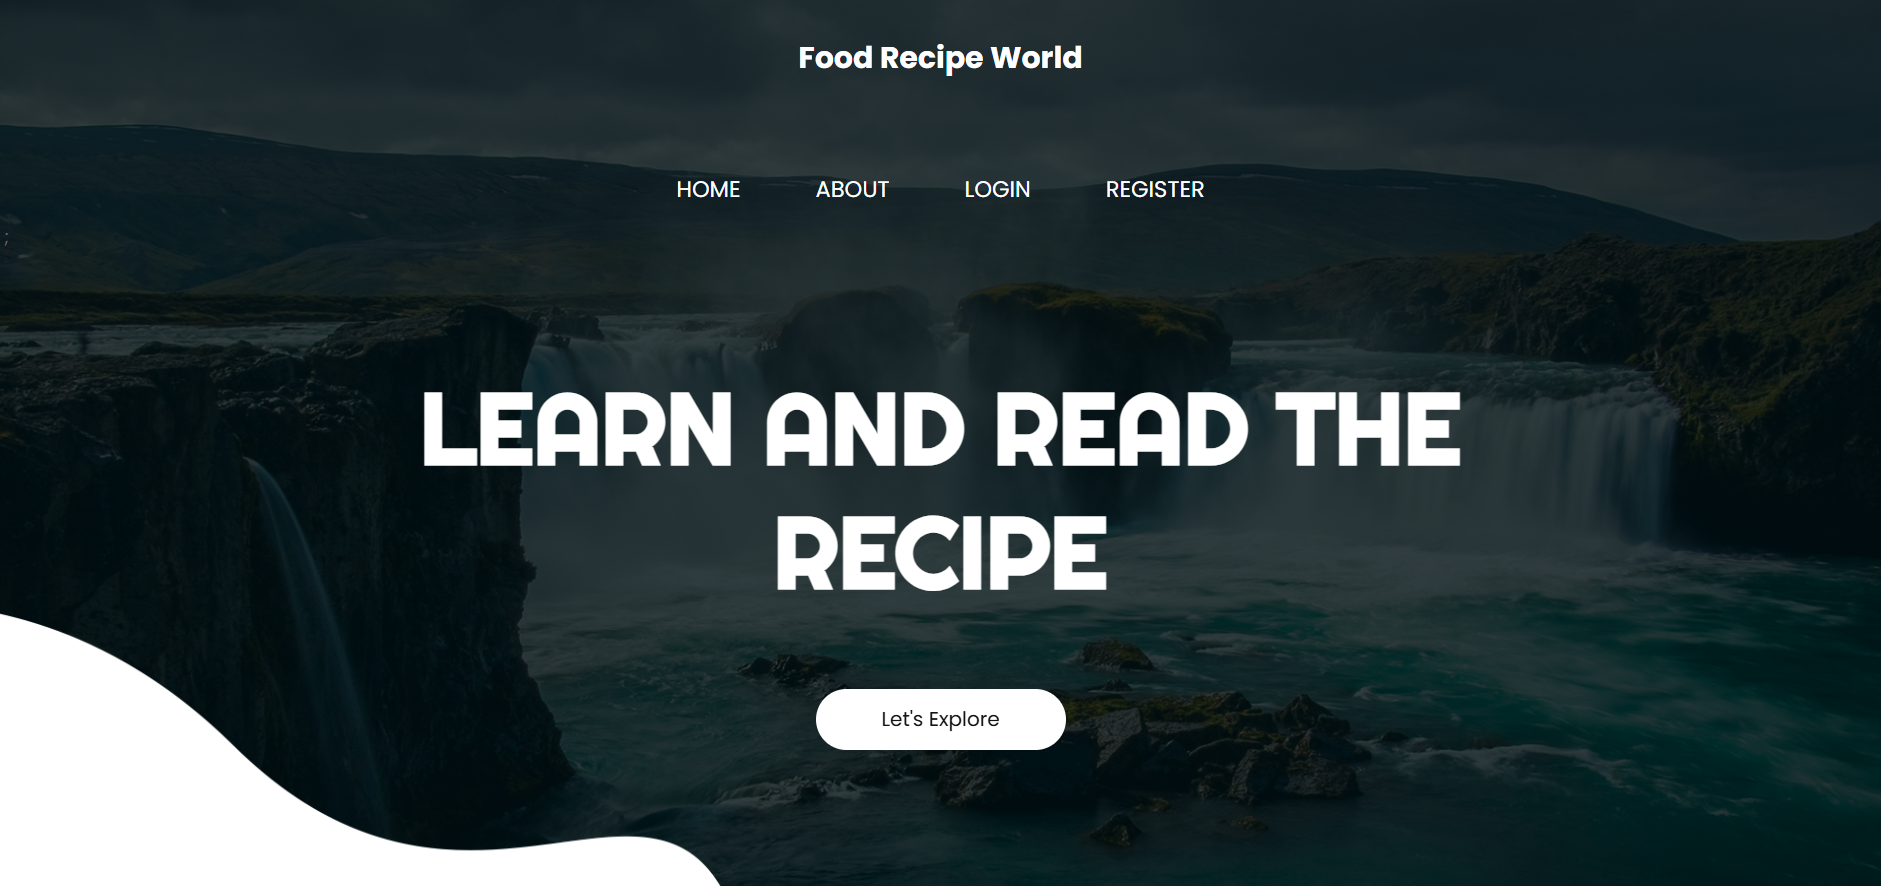 Food Recipe World
HOME ABOUT LOGIN REGISTER
LEARN AND READ THE
RECIPE
Let's Explore